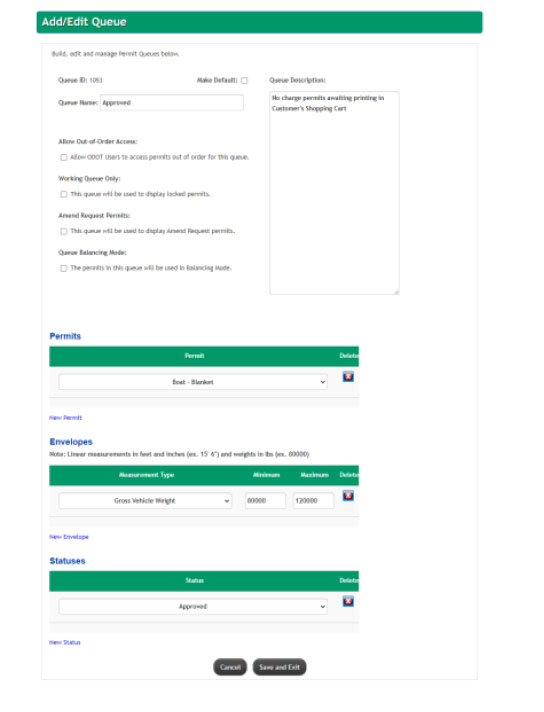 Add/Edit Queue
Build, edit and manage Permit Queues below.
Queue ID: 1093
Make Default:
Queue Description:
Queue Name: Approved
No charge permits awaiting printing in
Customer's Shopping Cart
Allow Out-of-Order Access:
Allow ODOT Users to access permits out of order for this queue.
Working Queue Only:
This queue will be used to display locked permits.
Amend Request Permits:
This queue will be used to display Amend Request permits.
Queue Balancing Mode:
The permits in this queue will be used in Balancing Mode.
Permits
Permit Delete
Boat - Blanket
New Permit
Envelopes
Note: Linear measurements in feet and inches (ex. 15' 6") and weights in lbs (ex. 80000)
Measurement Type Minimum Maximum Delete
Gross Vehicle Weight 80000 120000
New Envelope
Statuses
Status Delete
Approved
New Status
Cancel Save and Exit